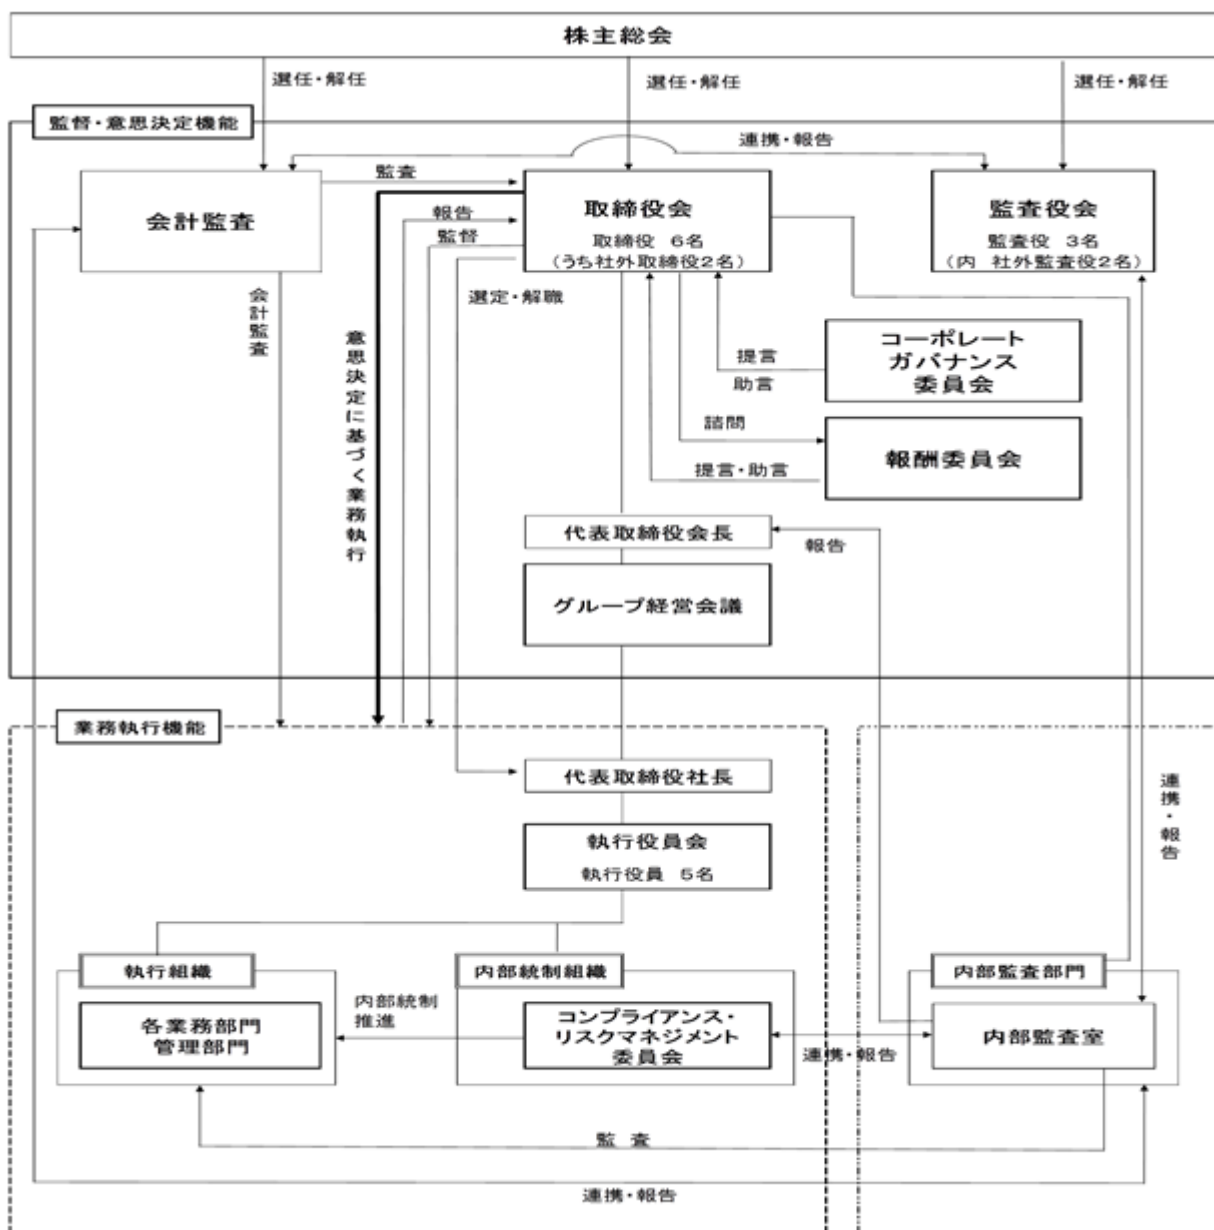 株主総会
選任・解任
選任・解任
選任・解任
監督・意思決定機能
連携・報告
会計監査
監査
報告
監督
選定・解職
取締役会
取締役 6名
(うち社外取締役2名)
監査役会
監査役 3名
(内 社外監査役2名)
会計監査
意思決定に基づく業務執行
コーポレート
ガバナンス
委員会
提言
助言
諮問
報酬委員会
提言・助言
代表取締役会長
報告
グループ経営会議
業務執行機能
代表取締役社長
連携・報告
執行役員会
執行役員 5名
執行組織
内部統制組織
内部監査部門
各業務部門
管理部門
内部統制
推進
コンプライアンス・
リスクマネジメント
委員会
連携・報告
内部監査室
監 査
連携・報告